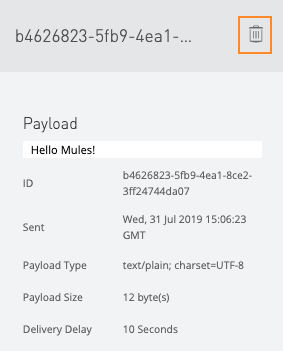 b4626823-5fb9-4ea1-...
Payload
Hello Mules!
ID
b4626823-5fb9-4ea1-8ce2-
3ff24744da07
Sent
Wed, 31 Jul 2019 15:06:23
GMT
Payload Type
text/plain; charset=UTF-8
Payload Size
12 byte(s)
Delivery Delay
10 Seconds